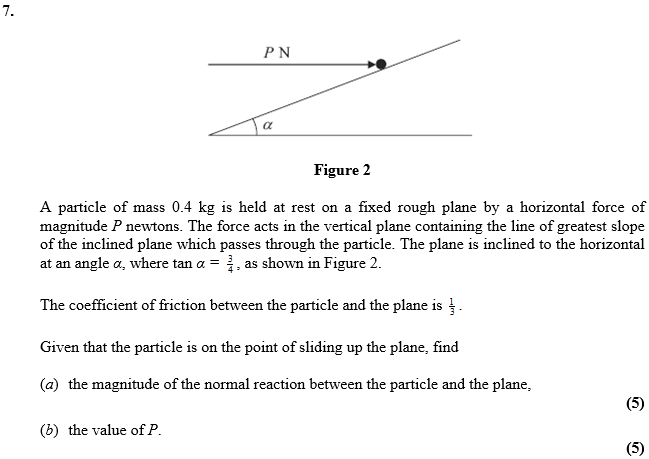 7.
P N
α
Figure 2
A particle of mass 0.4 kg is held at rest on a fixed rough plane by a horizontal force of
magnitude P newtons. The force acts in the vertical plane containing the line of greatest slope
of the inclined plane which passes through the particle. The plane is inclined to the horizontal
at an angle α, where tan α = 3/4, as shown in Figure 2.
The coefficient of friction between the particle and the plane is 1/3.
Given that the particle is on the point of sliding up the plane, find
(a) the magnitude of the normal reaction between the particle and the plane,
(5)
(b) the value of P.
(5)